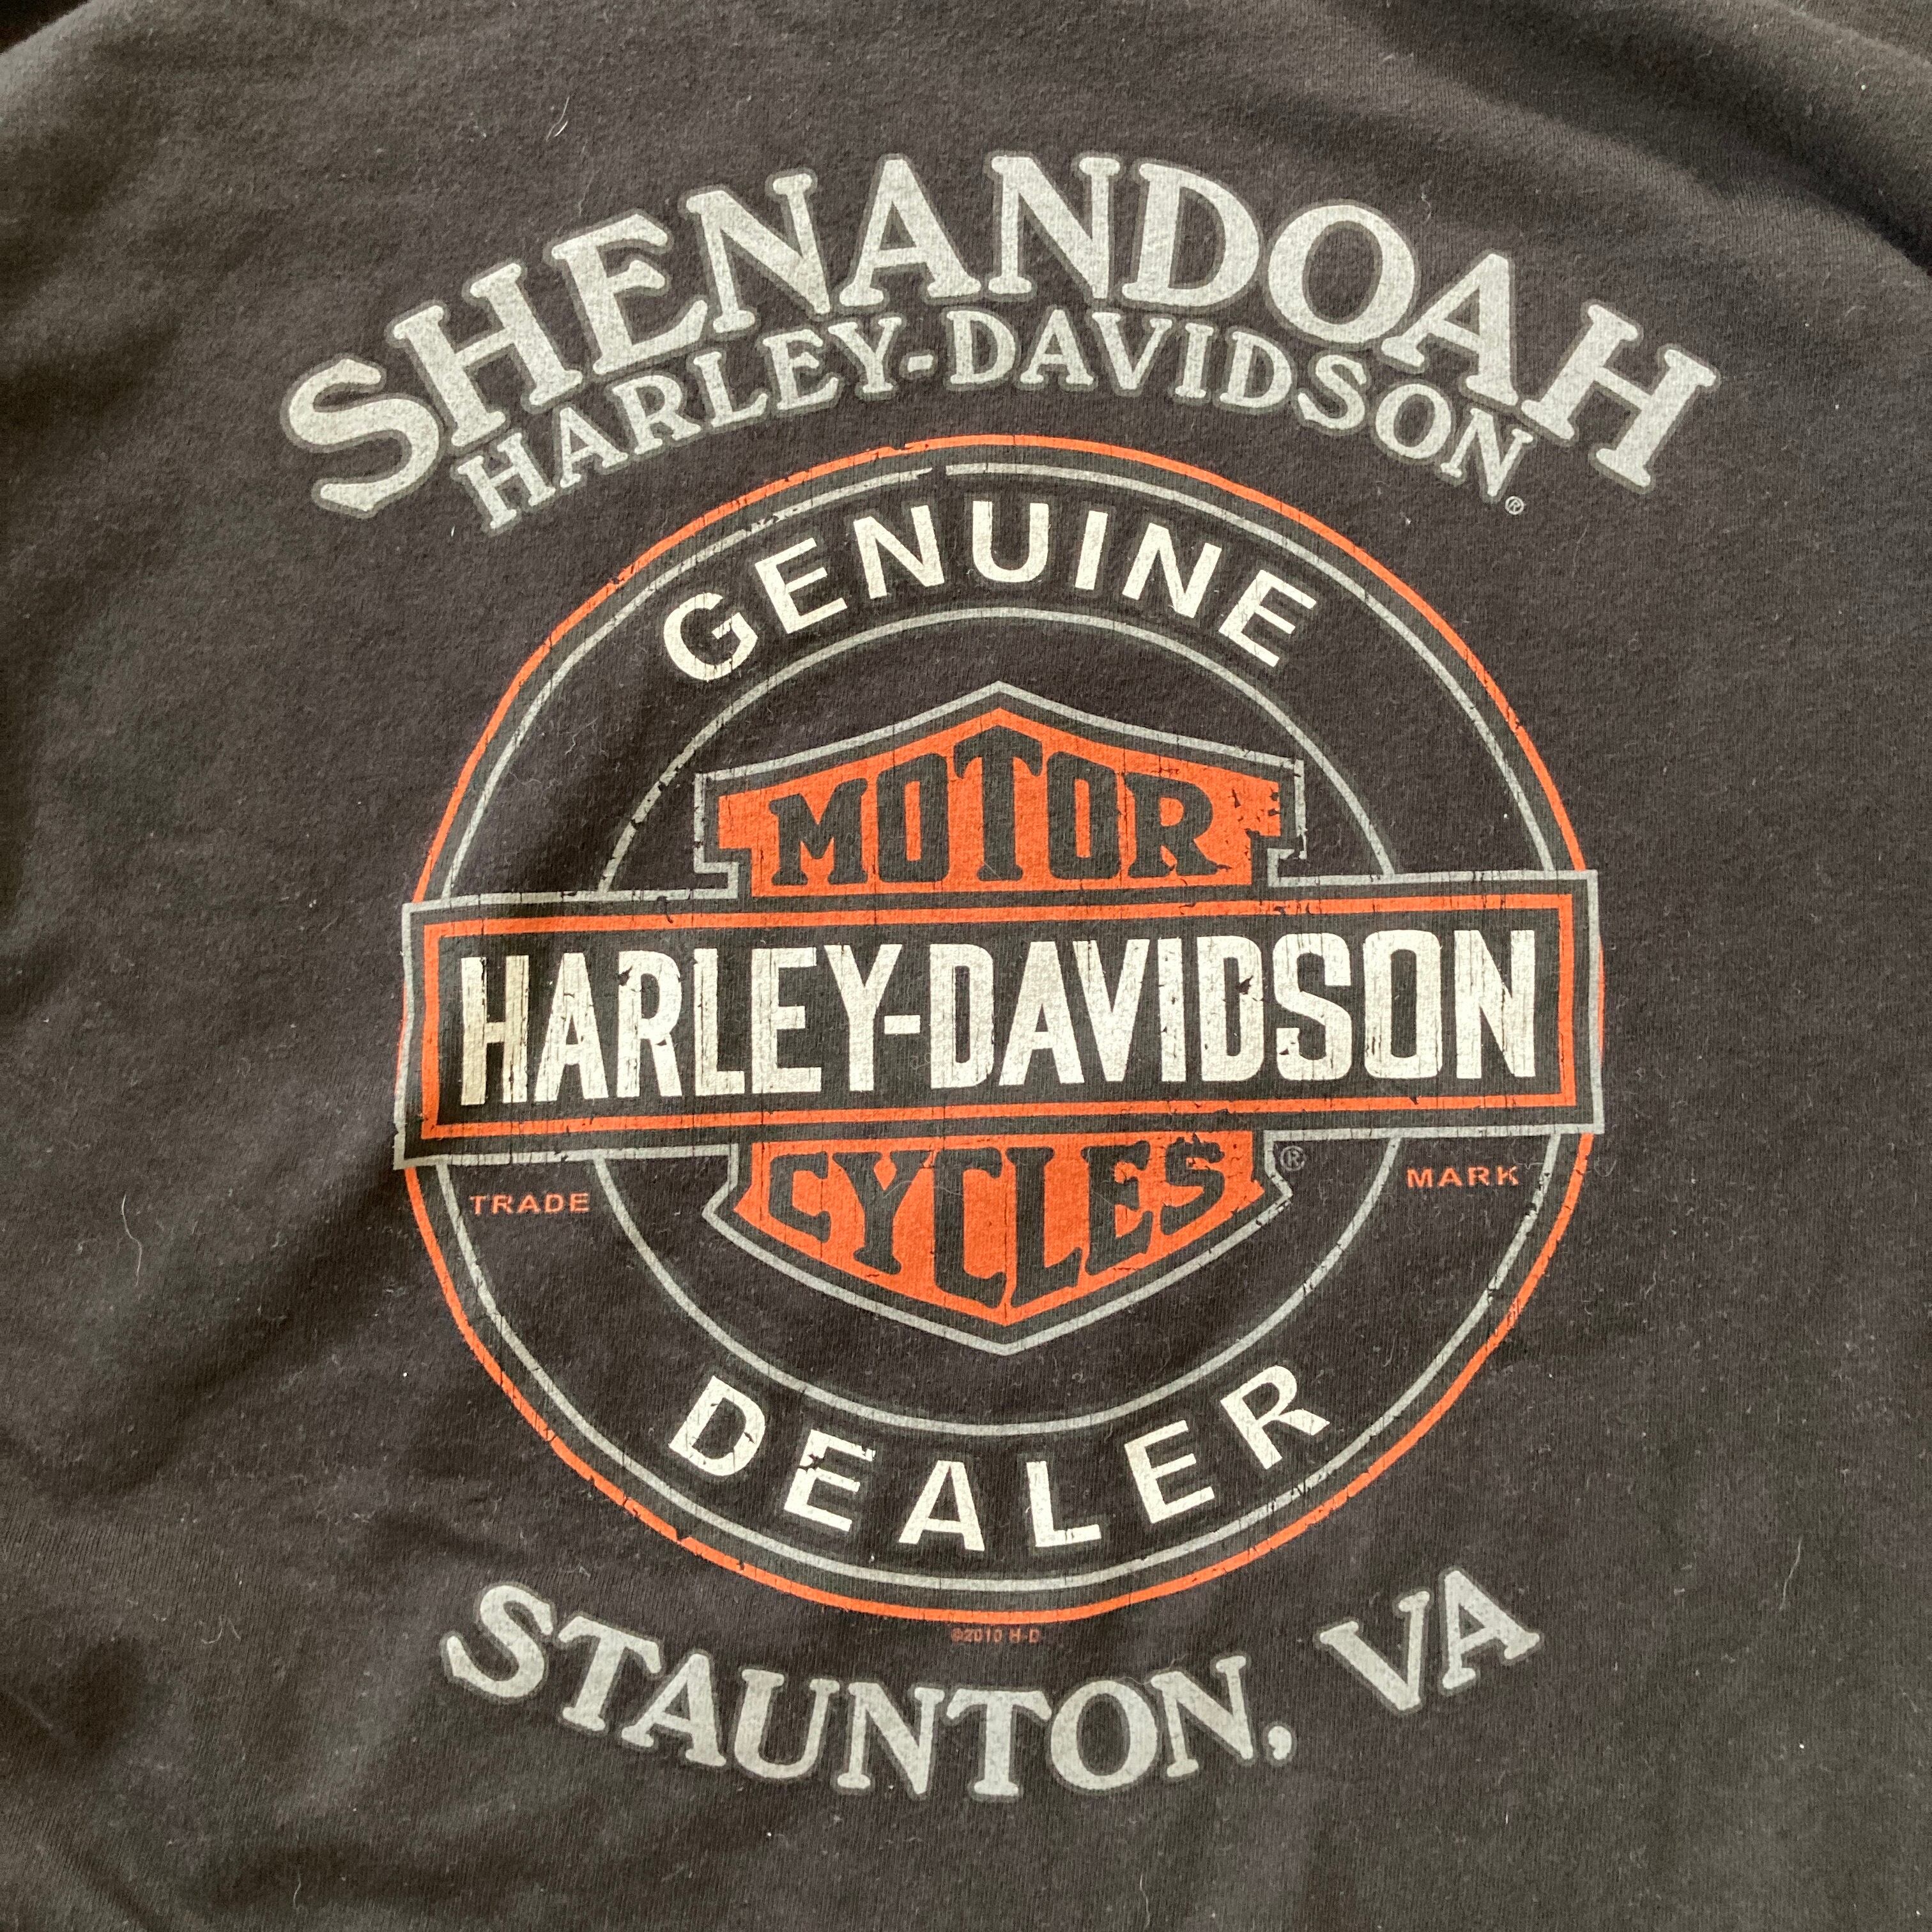 SHENANDOAH
HARLEY-DAVIDSON®
GENUINE
MOTOR
HARLEY-DAVIDSON
CYCLES®
TRADE MARK
DEALER
©2010 H-D
STAUNTON, VA